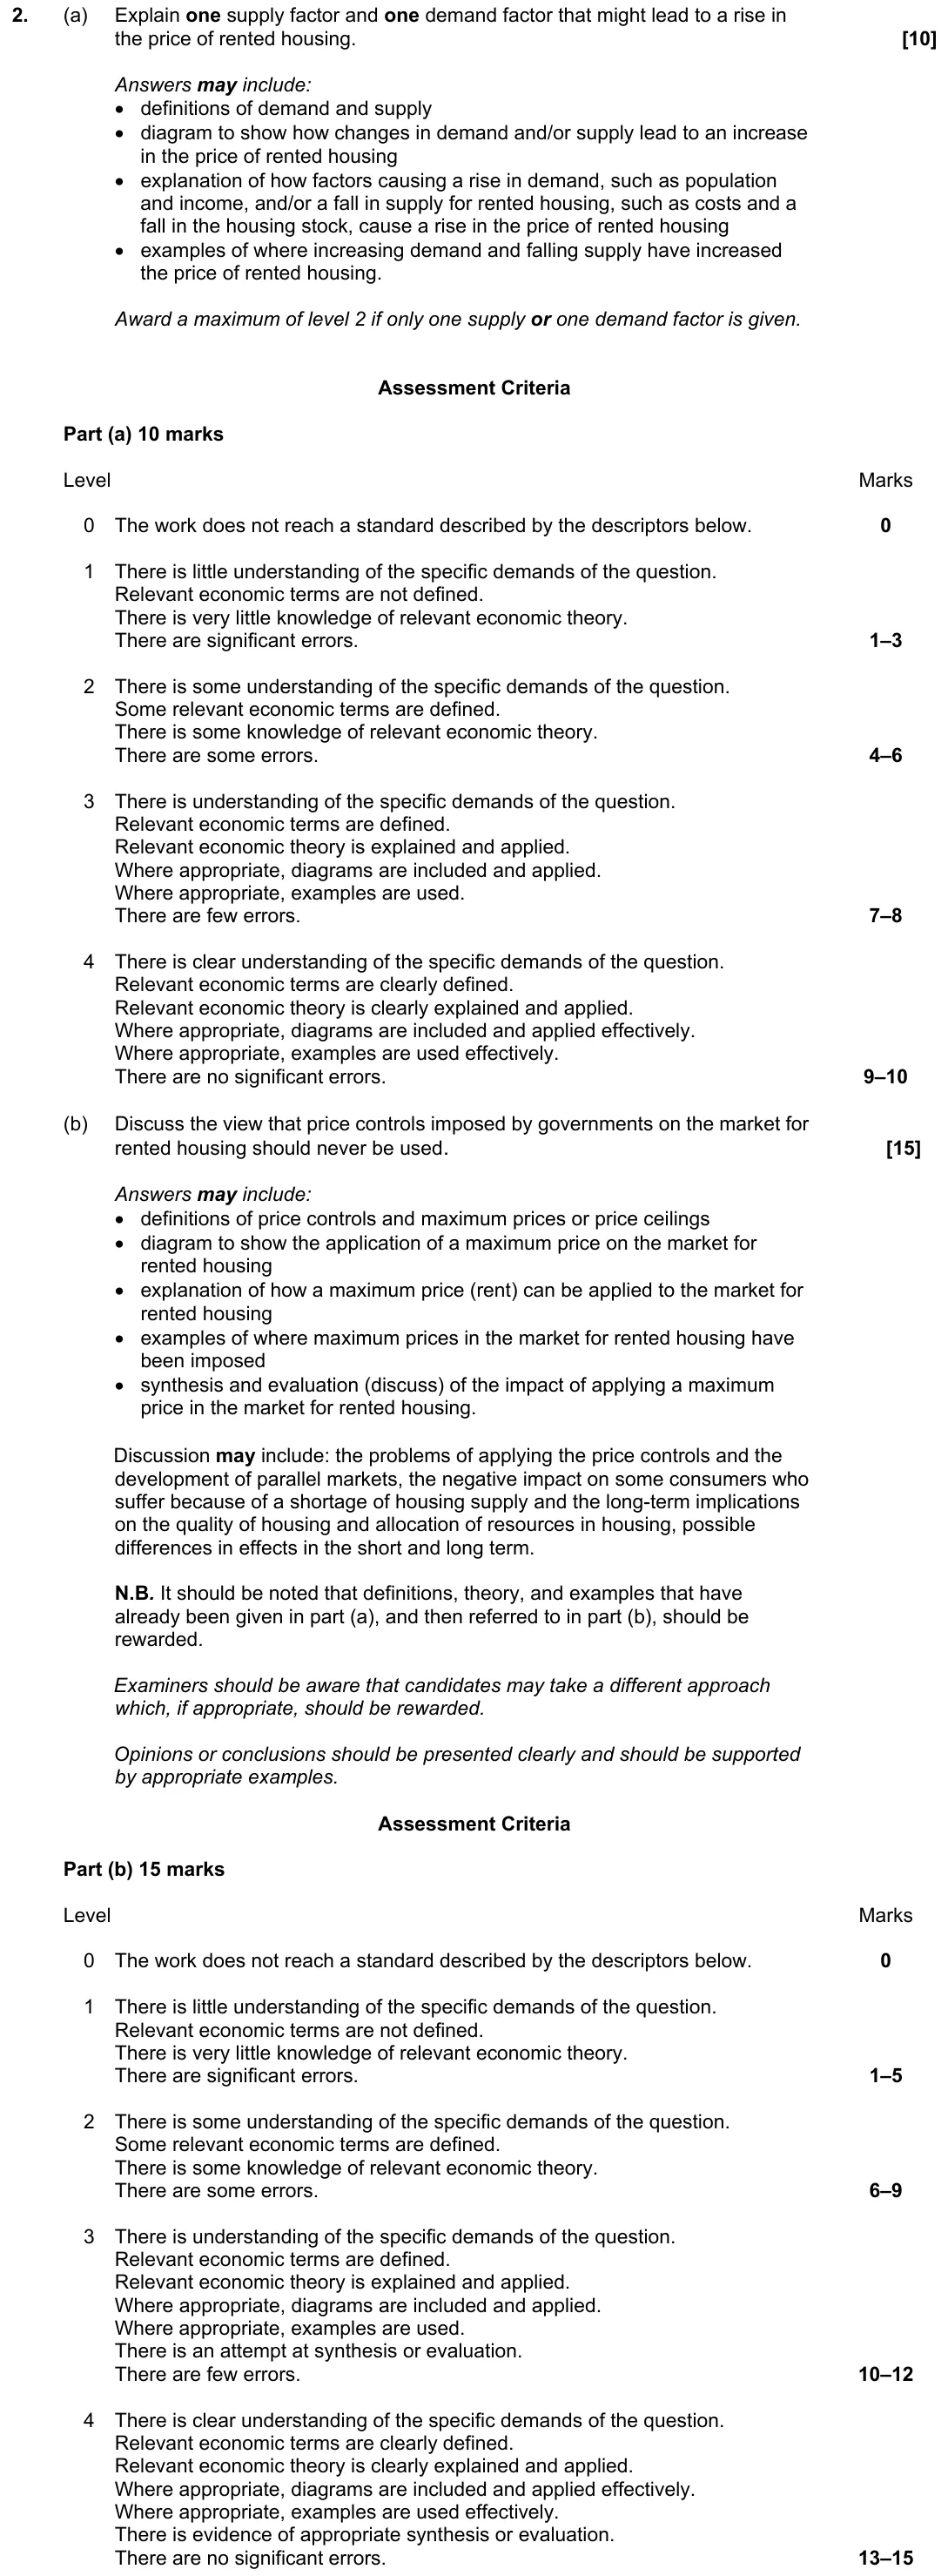 2. (a) Explain one supply factor and one demand factor that might lead to a rise in
the price of rented housing. [10]
Answers may include:
• definitions of demand and supply
• diagram to show how changes in demand and/or supply lead to an increase
in the price of rented housing
• explanation of how factors causing a rise in demand, such as population
and income, and/or a fall in supply for rented housing, such as costs and a
fall in the housing stock, cause a rise in the price of rented housing
• examples of where increasing demand and falling supply have increased
the price of rented housing.
Award a maximum of level 2 if only one supply or one demand factor is given.
Assessment Criteria
Part (a) 10 marks
Level Marks
0 The work does not reach a standard described by the descriptors below. 0
1 There is little understanding of the specific demands of the question.
Relevant economic terms are not defined.
There is very little knowledge of relevant economic theory.
There are significant errors. 1–3
2 There is some understanding of the specific demands of the question.
Some relevant economic terms are defined.
There is some knowledge of relevant economic theory.
There are some errors. 4–6
3 There is understanding of the specific demands of the question.
Relevant economic terms are defined.
Relevant economic theory is explained and applied.
Where appropriate, diagrams are included and applied.
Where appropriate, examples are used.
There are few errors. 7–8
4 There is clear understanding of the specific demands of the question.
Relevant economic terms are clearly defined.
Relevant economic theory is clearly explained and applied.
Where appropriate, diagrams are included and applied effectively.
Where appropriate, examples are used effectively.
There are no significant errors. 9–10
(b) Discuss the view that price controls imposed by governments on the market for
rented housing should never be used. [15]
Answers may include:
• definitions of price controls and maximum prices or price ceilings
• diagram to show the application of a maximum price on the market for
rented housing
• explanation of how a maximum price (rent) can be applied to the market for
rented housing
• examples of where maximum prices in the market for rented housing have
been imposed
• synthesis and evaluation (discuss) of the impact of applying a maximum
price in the market for rented housing.
Discussion may include: the problems of applying the price controls and the
development of parallel markets, the negative impact on some consumers who
suffer because of a shortage of housing supply and the long-term implications
on the quality of housing and allocation of resources in housing, possible
differences in effects in the short and long term.
N.B. It should be noted that definitions, theory, and examples that have
already been given in part (a), and then referred to in part (b), should be
rewarded.
Examiners should be aware that candidates may take a different approach
which, if appropriate, should be rewarded.
Opinions or conclusions should be presented clearly and should be supported
by appropriate examples.
Assessment Criteria
Part (b) 15 marks
Level Marks
0 The work does not reach a standard described by the descriptors below. 0
1 There is little understanding of the specific demands of the question.
Relevant economic terms are not defined.
There is very little knowledge of relevant economic theory.
There are significant errors. 1–5
2 There is some understanding of the specific demands of the question.
Some relevant economic terms are defined.
There is some knowledge of relevant economic theory.
There are some errors. 6–9
3 There is understanding of the specific demands of the question.
Relevant economic terms are defined.
Relevant economic theory is explained and applied.
Where appropriate, diagrams are included and applied.
Where appropriate, examples are used.
There is an attempt at synthesis or evaluation.
There are few errors. 10–12
4 There is clear understanding of the specific demands of the question.
Relevant economic terms are clearly defined.
Relevant economic theory is clearly explained and applied.
Where appropriate, diagrams are included and applied effectively.
Where appropriate, examples are used effectively.
There is evidence of appropriate synthesis or evaluation.
There are no significant errors. 13–15